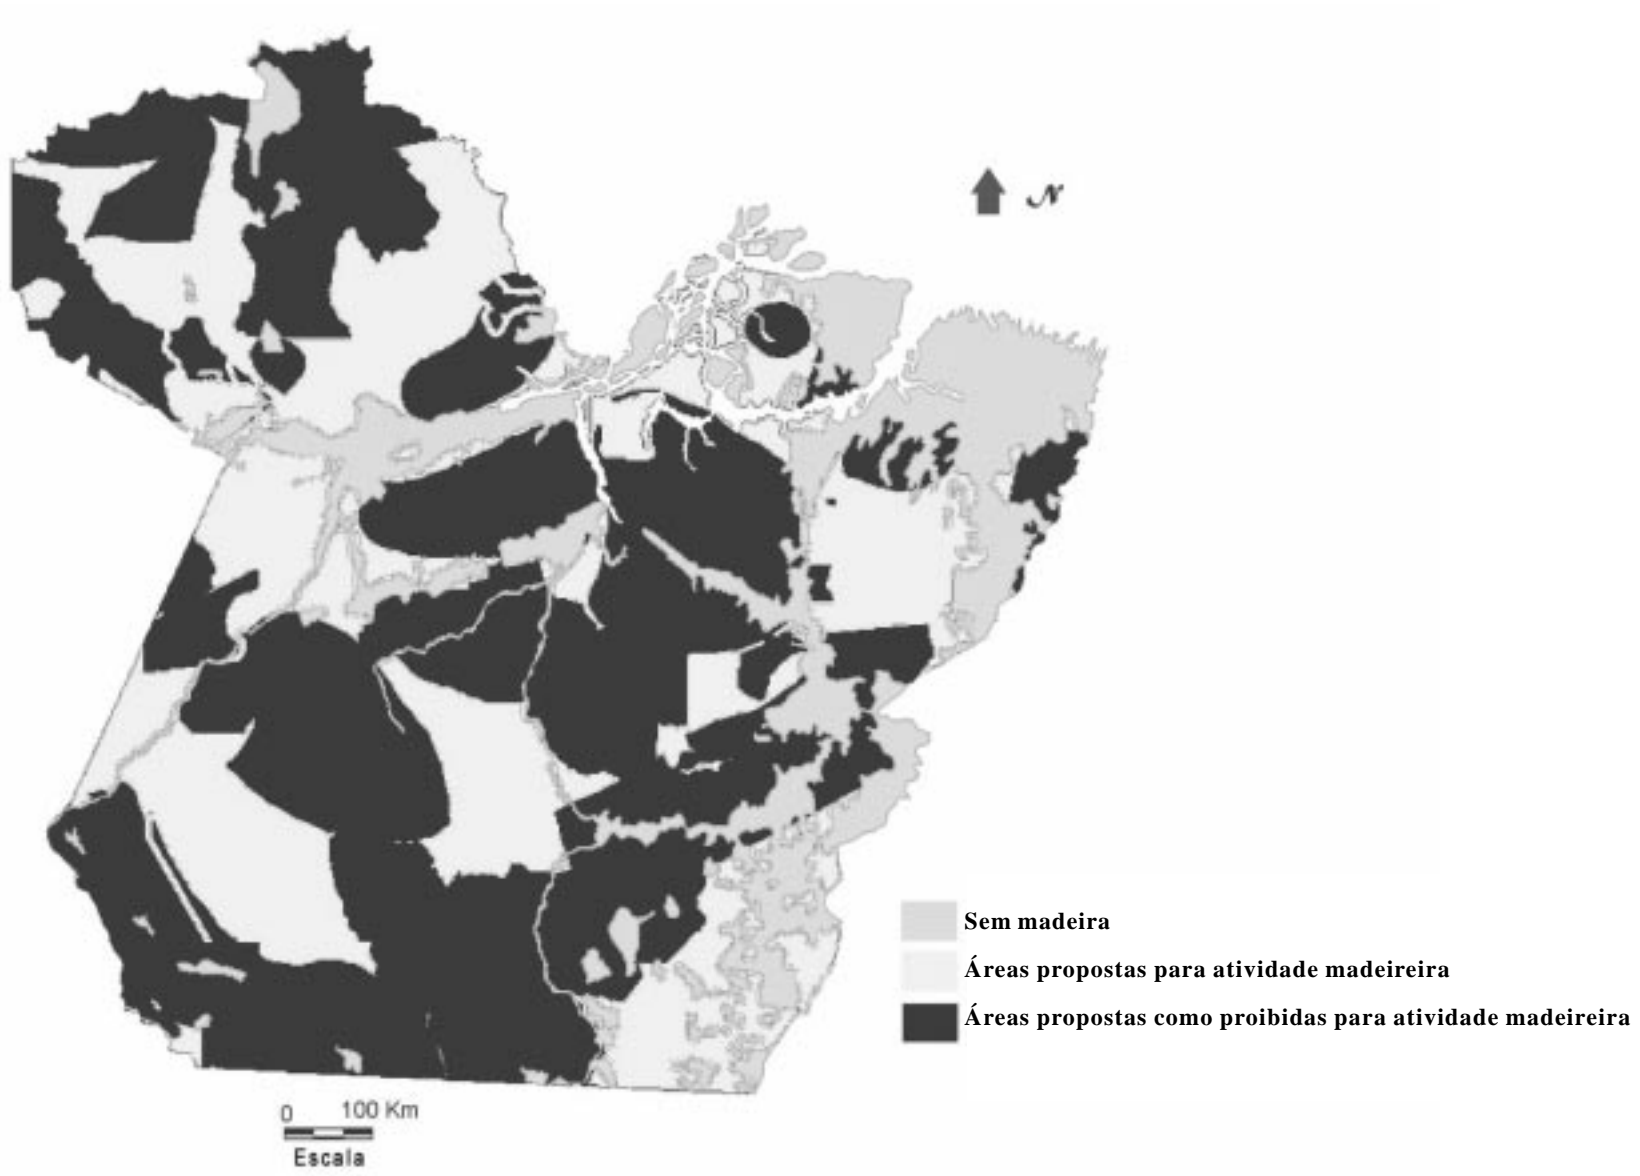 N
Sem madeira
Áreas propostas para atividade madeireira
Áreas propostas como proibidas para atividade madeireira
0 100 Km
Escala